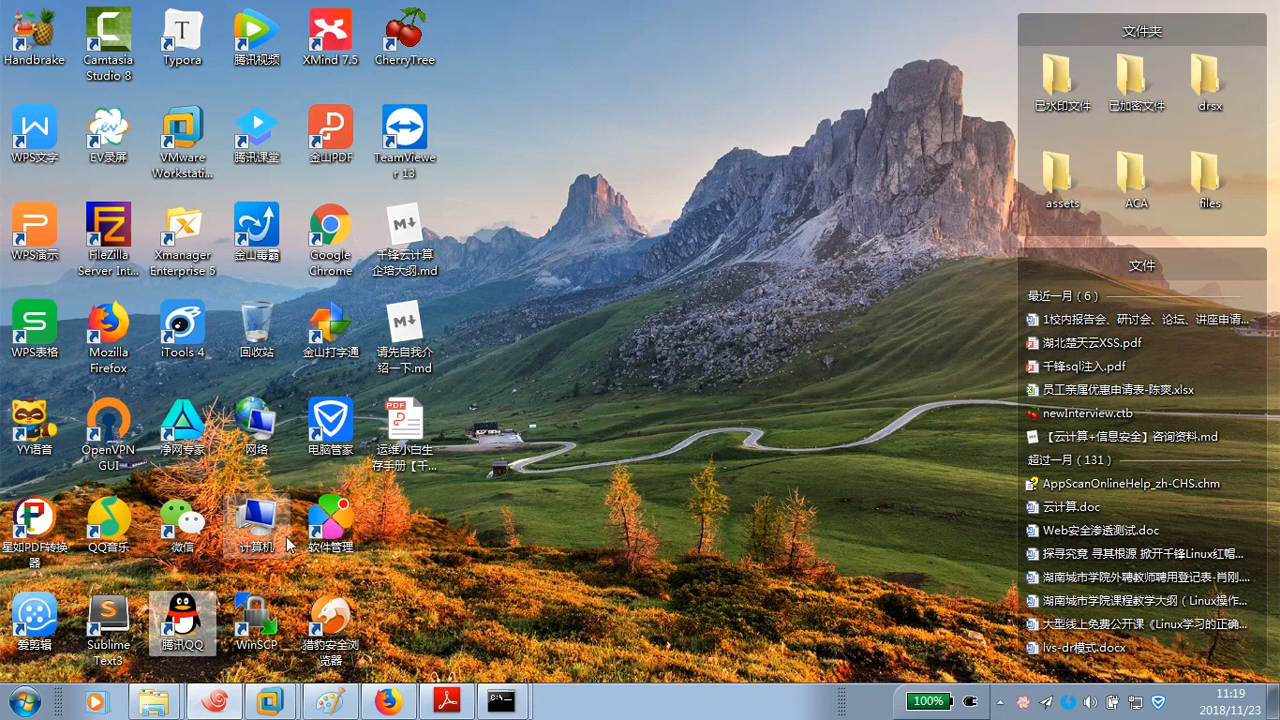 Handbrake
Camtasia
Studio 8
Typora
腾讯视频
XMind 7.5
CherryTree
WPS文字
EV录屏
VMware
Workstati...
腾讯课堂
金山PDF
TeamViewe
r 13
WPS演示
FileZilla
Server Int...
Xmanager
Enterprise 5
金山毒霸
Google
Chrome
千锋云计算
企培大纲.md
WPS表格
Mozilla
Firefox
iTools 4
回收站
金山打字通
请先自我介
绍一下.md
YY语音
OpenVPN
GUI
净网专家
网络
电脑管家
运维小白生
存手册【千...
星如PDF转换
器
QQ音乐
微信
计算机
软件管理
爱剪辑
Sublime
Text3
腾讯QQ
WinSCP
猎豹安全浏
览器
文件夹
已水印文件
已加密文件
drsx
assets
ACA
files
文件
最近一月 ( 6 )
1校内报告会、研讨会、论坛、讲座申请...
湖北楚天云XSS.pdf
千锋sql注入.pdf
员工亲属优惠申请表-陈爽.xlsx
newInterview.ctb
【云计算+信息安全】咨询资料.md
超过一月 ( 131 )
AppScanOnlineHelp_zh-CHS.chm
云计算.doc
Web安全渗透测试.doc
探寻究竟 寻其根源 掀开千锋Linux红帽...
湖南城市学院外聘教师聘用登记表-肖刚....
湖南城市学院课程教学大纲 ( Linux操作...
大型线上免费公开课《Linux学习的正确...
lvs-dr模式.docx
100%
11:19
2018/11/23